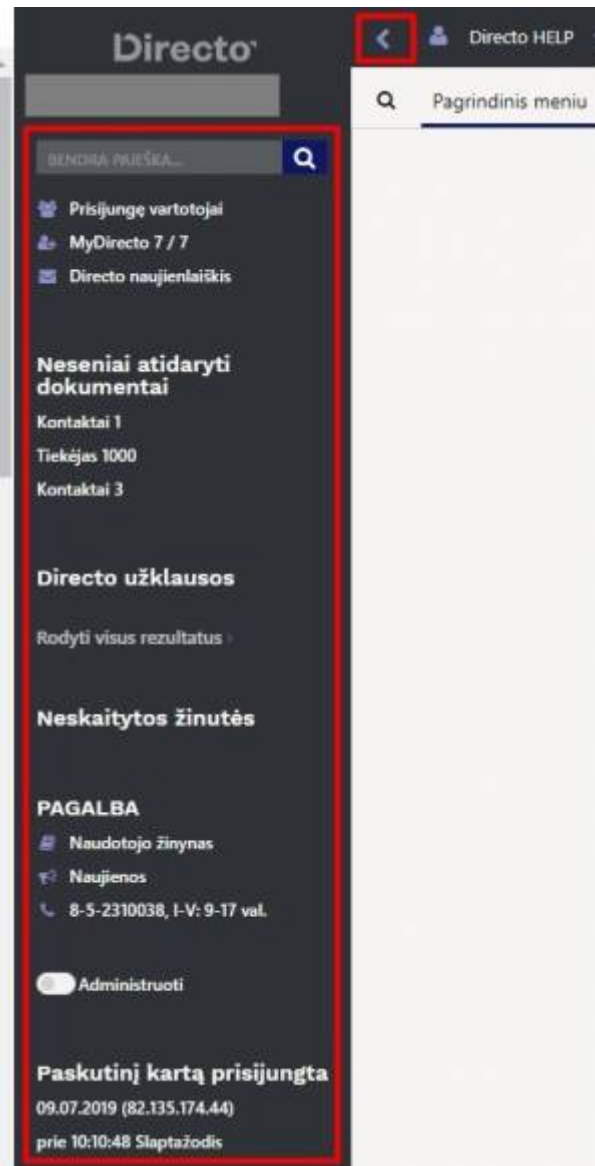 Directo
Directo HELP
Pagrindinis meniu
BENDRA PAIEŠKA...
Prisijungę vartotojai
MyDirecto 7 / 7
Directo naujienlaiškis
Neseniai atidaryti
dokumentai
Kontaktai 1
Tiekėjas 1000
Kontaktai 3
Directo užklausos
Rodyti visus rezultatus ›
Neskaitytos žinutės
PAGALBA
Naudotojo žinynas
Naujienos
8-5-2310038, I-V: 9-17 val.
Administruoti
Paskutinį kartą prisijungta
09.07.2019 (82.135.174.44)
prie 10:10:48 Slaptažodis